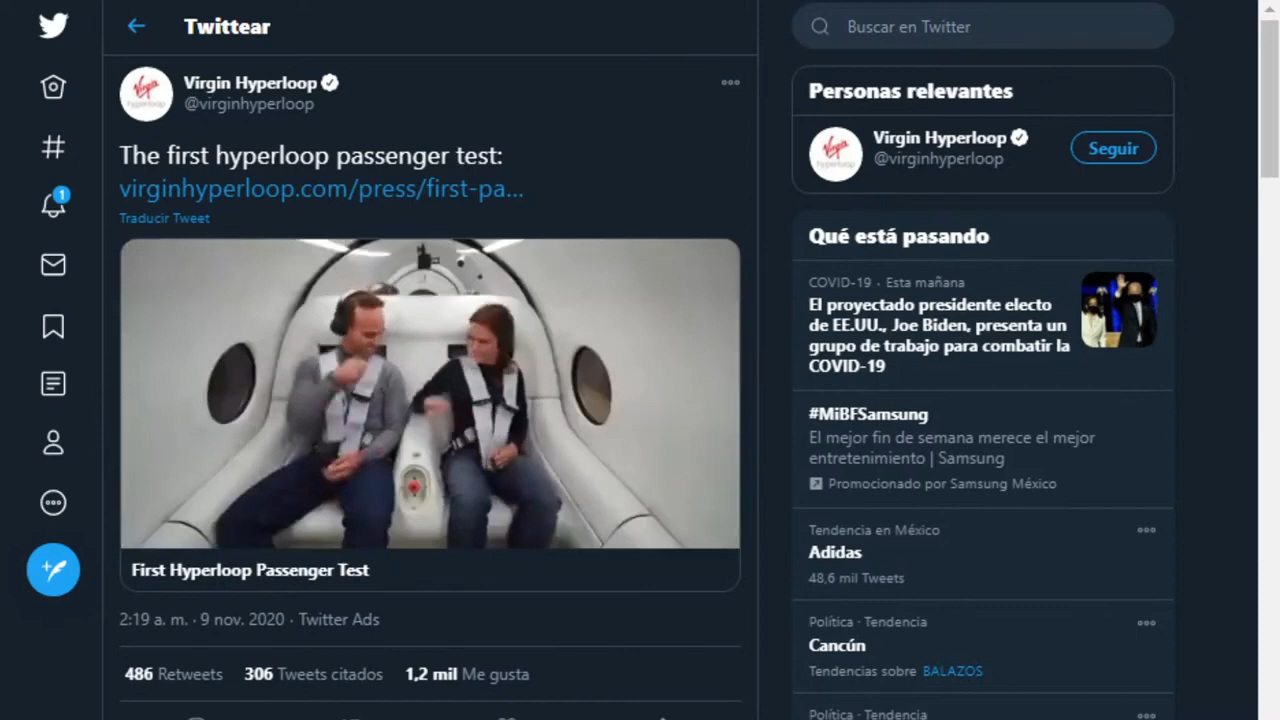 Twittear
Virgin Hyperloop
@virginhyperloop
The first hyperloop passenger test:
virginhyperloop.com/press/first-pa...
Traducir Tweet
First Hyperloop Passenger Test
2:19 a. m. · 9 nov. 2020 · Twitter Ads
486 Retweets 306 Tweets citados 1,2 mil Me gusta
1
Buscar en Twitter
Personas relevantes
Virgin Hyperloop
@virginhyperloop
Seguir
Qué está pasando
COVID-19 · Esta mañana
El proyectado presidente electo
de EE.UU., Joe Biden, presenta un
grupo de trabajo para combatir la
COVID-19
#MiBFSamsung
El mejor fin de semana merece el mejor
entretenimiento | Samsung
Promocionado por Samsung México
Tendencia en México
Adidas
48,6 mil Tweets
Política · Tendencia
Cancún
Tendencias sobre BALAZOS
Política · Tendencia